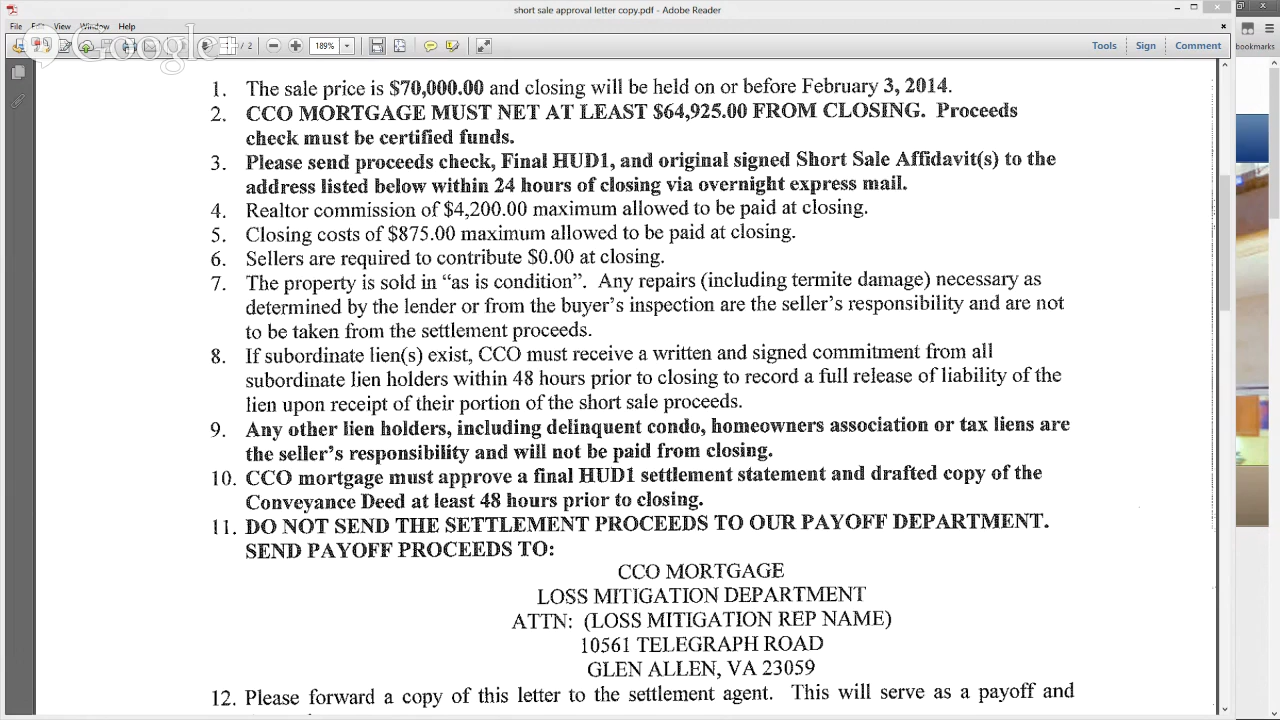 short sale approval letter copy.pdf - Adobe Reader
File Edit View Window Help
Google
/ 2
189%
Tools Sign Comment
bookmarks
1. The sale price is $70,000.00 and closing will be held on or before February 3, 2014.
2. CCO MORTGAGE MUST NET AT LEAST $64,925.00 FROM CLOSING. Proceeds
check must be certified funds.
3. Please send proceeds check, Final HUD1, and original signed Short Sale Affidavit(s) to the
address listed below within 24 hours of closing via overnight express mail.
4. Realtor commission of $4,200.00 maximum allowed to be paid at closing.
5. Closing costs of $875.00 maximum allowed to be paid at closing.
6. Sellers are required to contribute $0.00 at closing.
7. The property is sold in “as is condition”. Any repairs (including termite damage) necessary as
determined by the lender or from the buyer’s inspection are the seller’s responsibility and are not
to be taken from the settlement proceeds.
8. If subordinate lien(s) exist, CCO must receive a written and signed commitment from all
subordinate lien holders within 48 hours prior to closing to record a full release of liability of the
lien upon receipt of their portion of the short sale proceeds.
9. Any other lien holders, including delinquent condo, homeowners association or tax liens are
the seller’s responsibility and will not be paid from closing.
10. CCO mortgage must approve a final HUD1 settlement statement and drafted copy of the
Conveyance Deed at least 48 hours prior to closing.
11. DO NOT SEND THE SETTLEMENT PROCEEDS TO OUR PAYOFF DEPARTMENT.
SEND PAYOFF PROCEEDS TO:
CCO MORTGAGE
LOSS MITIGATION DEPARTMENT
ATTN: (LOSS MITIGATION REP NAME)
10561 TELEGRAPH ROAD
GLEN ALLEN, VA 23059
12. Please forward a copy of this letter to the settlement agent. This will serve as a payoff and